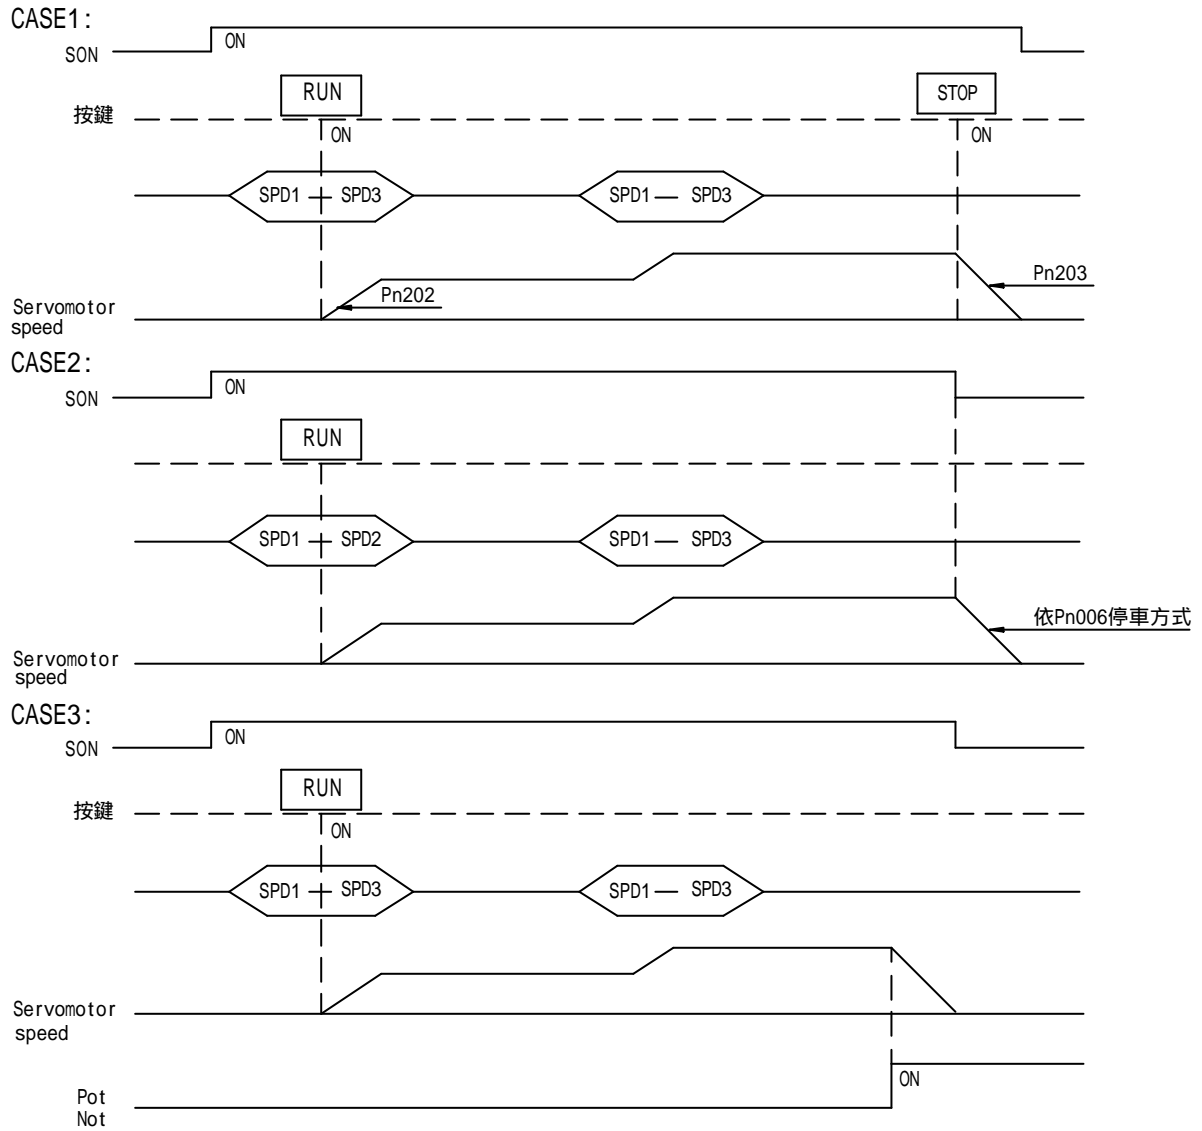 CASE1:
ON
SON
RUN
STOP
按鍵
ON
ON
SPD1 — SPD3
SPD1 — SPD3
Pn203
Pn202
Servomotor
speed
CASE2:
ON
SON
RUN
SPD1 — SPD2
SPD1 — SPD3
依Pn006停車方式
Servomotor
speed
CASE3:
ON
SON
RUN
按鍵
ON
SPD1 — SPD3
SPD1 — SPD3
Servomotor
speed
ON
Pot
Not